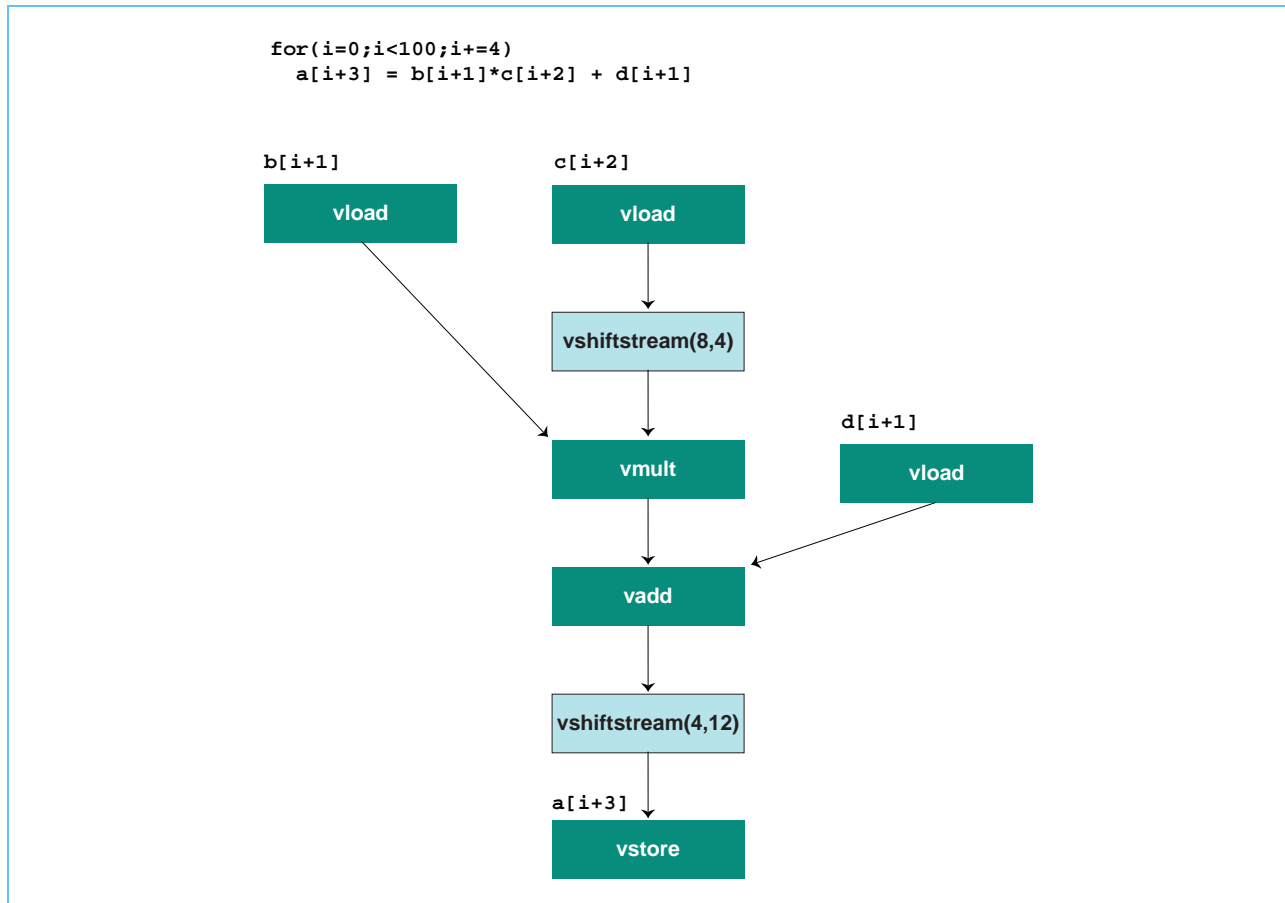 for(i=0;i<100;i+=4)
a[i+3] = b[i+1]*c[i+2] + d[i+1]
b[i+1]
c[i+2]
vload
vload
vshiftstream(8,4)
d[i+1]
vmult
vload
vadd
vshiftstream(4,12)
a[i+3]
vstore